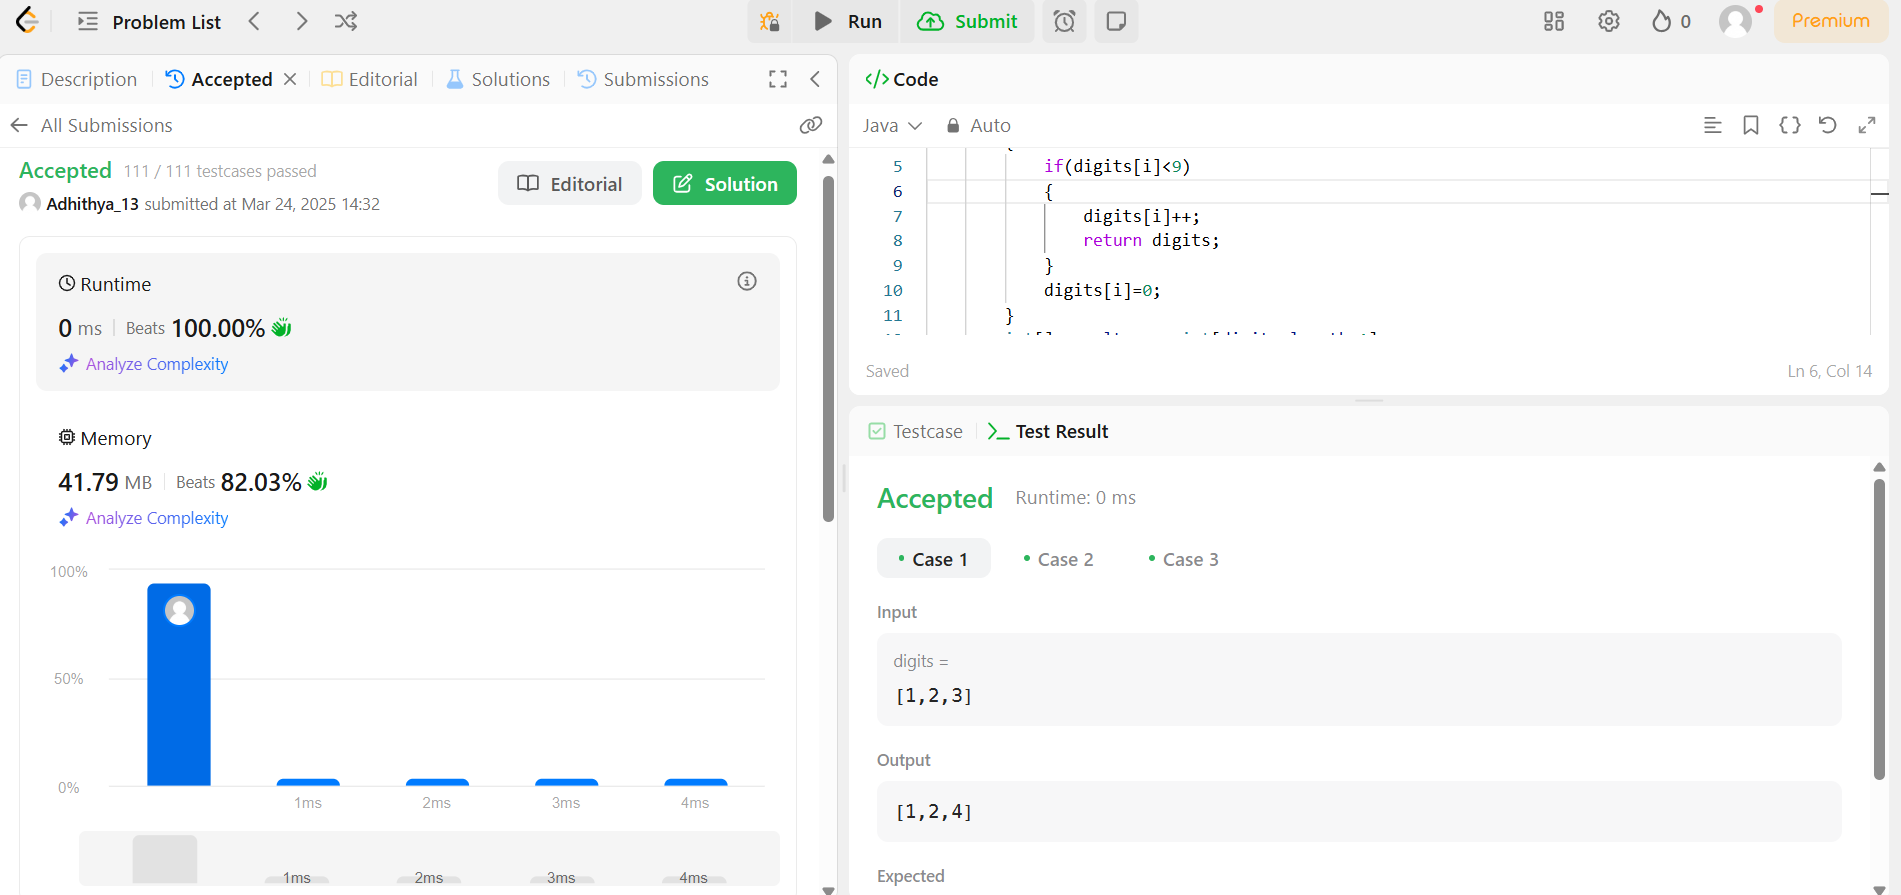 Problem List
Run
Submit
0
Premium
Description
Accepted
Editorial
Solutions
Submissions
All Submissions
Accepted 111 / 111 testcases passed
Adhithya_13 submitted at Mar 24, 2025 14:32
Editorial
Solution
Runtime
0 ms Beats 100.00%
Analyze Complexity
Memory
41.79 MB Beats 82.03%
Analyze Complexity
100%
50%
0%
1ms 2ms 3ms 4ms
1ms 2ms 3ms 4ms
</> Code
Java Auto
5 if(digits[i]<9)
6 {
7 digits[i]++;
8 return digits;
9 }
10 digits[i]=0;
11 }
Saved
Ln 6, Col 14
Testcase
Test Result
Accepted Runtime: 0 ms
Case 1
Case 2
Case 3
Input
digits =
[1,2,3]
Output
[1,2,4]
Expected